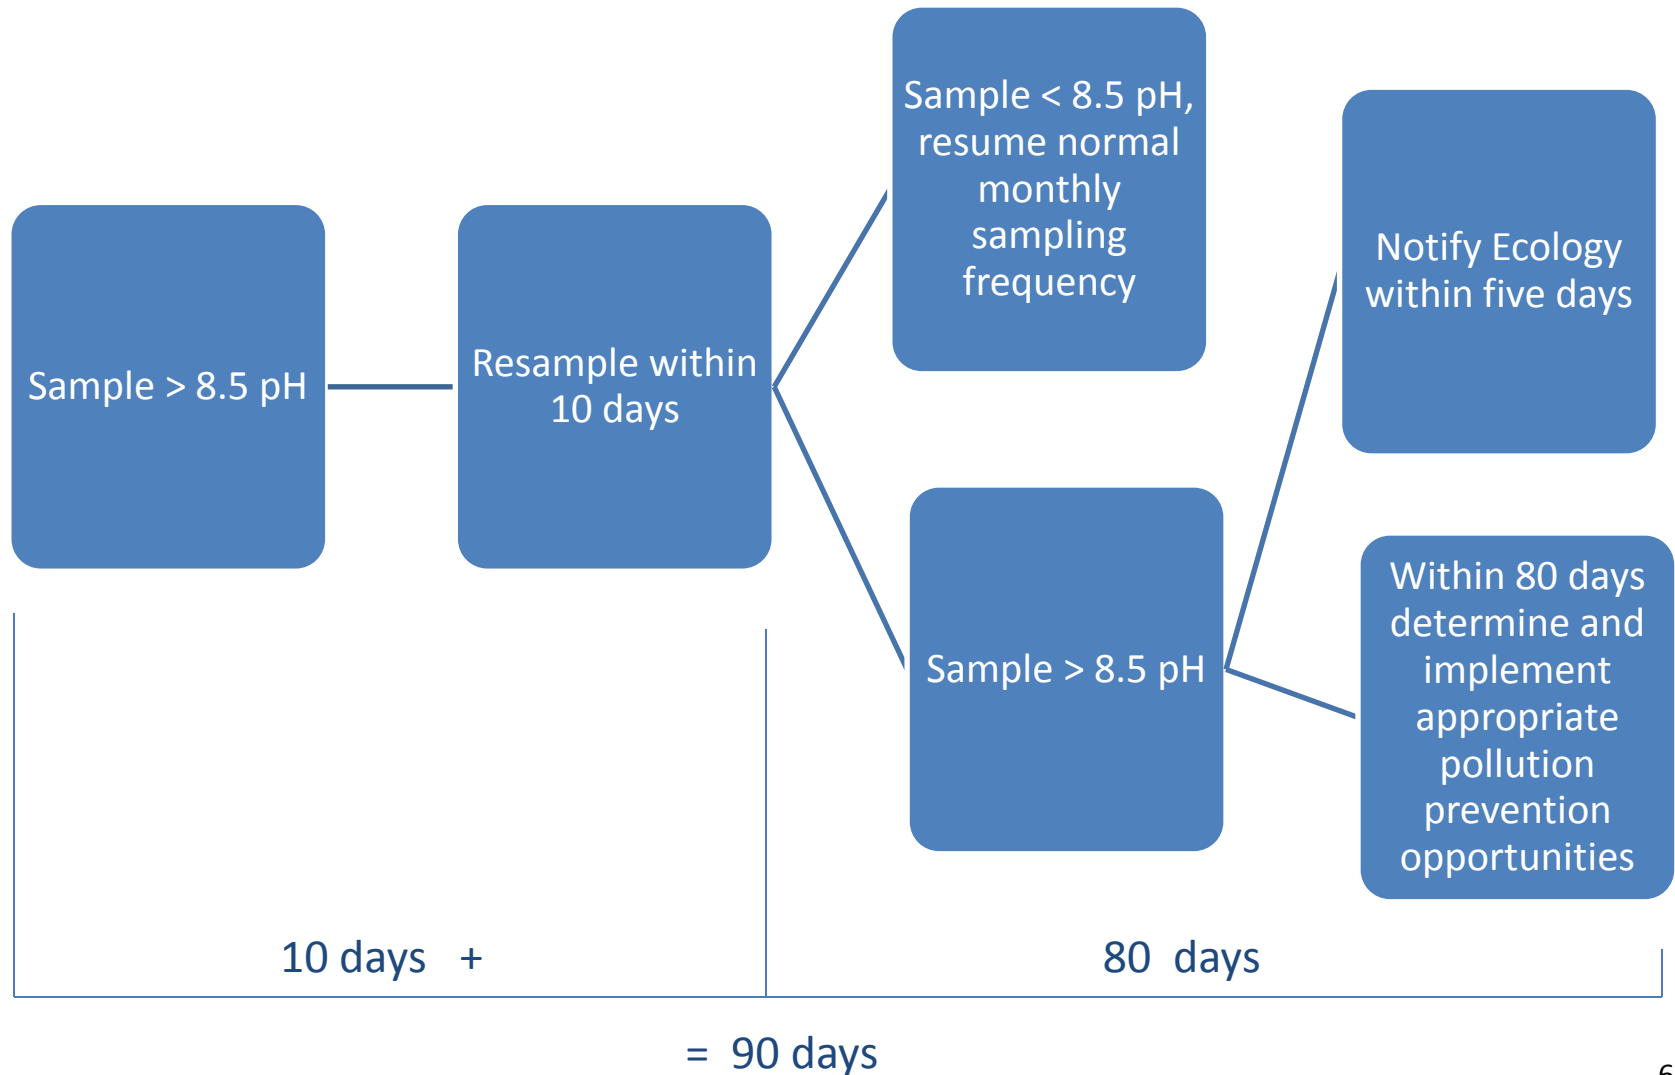 Sample > 8.5 pH
Resample within
10 days
Sample < 8.5 pH,
resume normal
monthly
sampling
frequency
Sample > 8.5 pH
Notify Ecology
within five days
Within 80 days
determine and
implement
appropriate
pollution
prevention
opportunities
10 days +
80 days
= 90 days
6